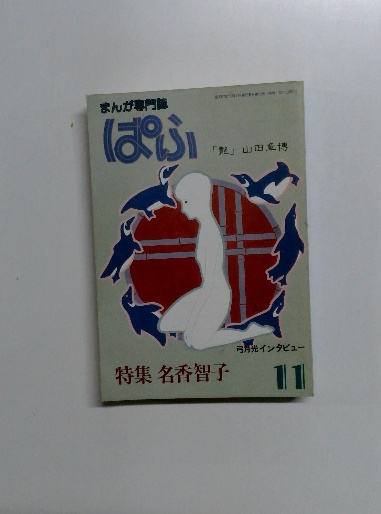 まんが専門誌
ぱふ
「龍」山田章博
弓月光インタビュー
特集 名香智子
11